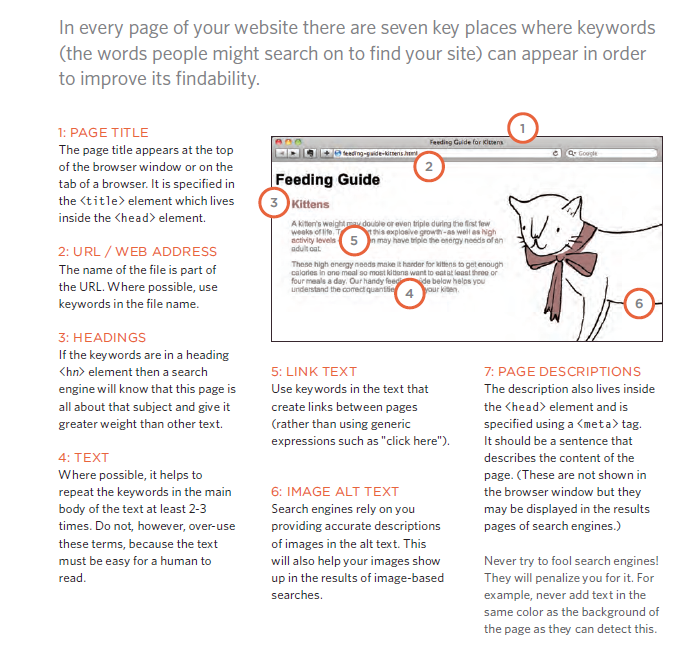 In every page of your website there are seven key places where keywords
(the words people might search on to find your site) can appear in order
to improve its findability.
1: PAGE TITLE
The page title appears at the top
of the browser window or on the
tab of a browser. It is specified in
the <title> element which lives
inside the <head> element.
2: URL / WEB ADDRESS
The name of the file is part of
the URL. Where possible, use
keywords in the file name.
3: HEADINGS
If the keywords are in a heading
<hn> element then a search
engine will know that this page is
all about that subject and give it
greater weight than other text.
4: TEXT
Where possible, it helps to
repeat the keywords in the main
body of the text at least 2-3
times. Do not, however, over-use
these terms, because the text
must be easy for a human to
read.
1
Feeding Guide for Kittens
feeding-guide-kittens.html
Google
2
Feeding Guide
3
Kittens
A kitten's weight may double or even triple during the first few
weeks of life. T this explosive growth - as well as high
activity levels n may have triple the energy needs of an
adult cat.
5
These high energy needs make it harder for kittens to get enough
calories in one meal so most kittens want to eat at least three or
four meals a day. Our handy feed de below helps you
understand the correct quantitie your kitten.
4
6
5: LINK TEXT
Use keywords in the text that
create links between pages
(rather than using generic
expressions such as "click here").
6: IMAGE ALT TEXT
Search engines rely on you
providing accurate descriptions
of images in the alt text. This
will also help your images show
up in the results of image-based
searches.
7: PAGE DESCRIPTIONS
The description also lives inside
the <head> element and is
specified using a <meta> tag.
It should be a sentence that
describes the content of the
page. (These are not shown in
the browser window but they
may be displayed in the results
pages of search engines.)
Never try to fool search engines!
They will penalize you for it. For
example, never add text in the
same color as the background of
the page as they can detect this.